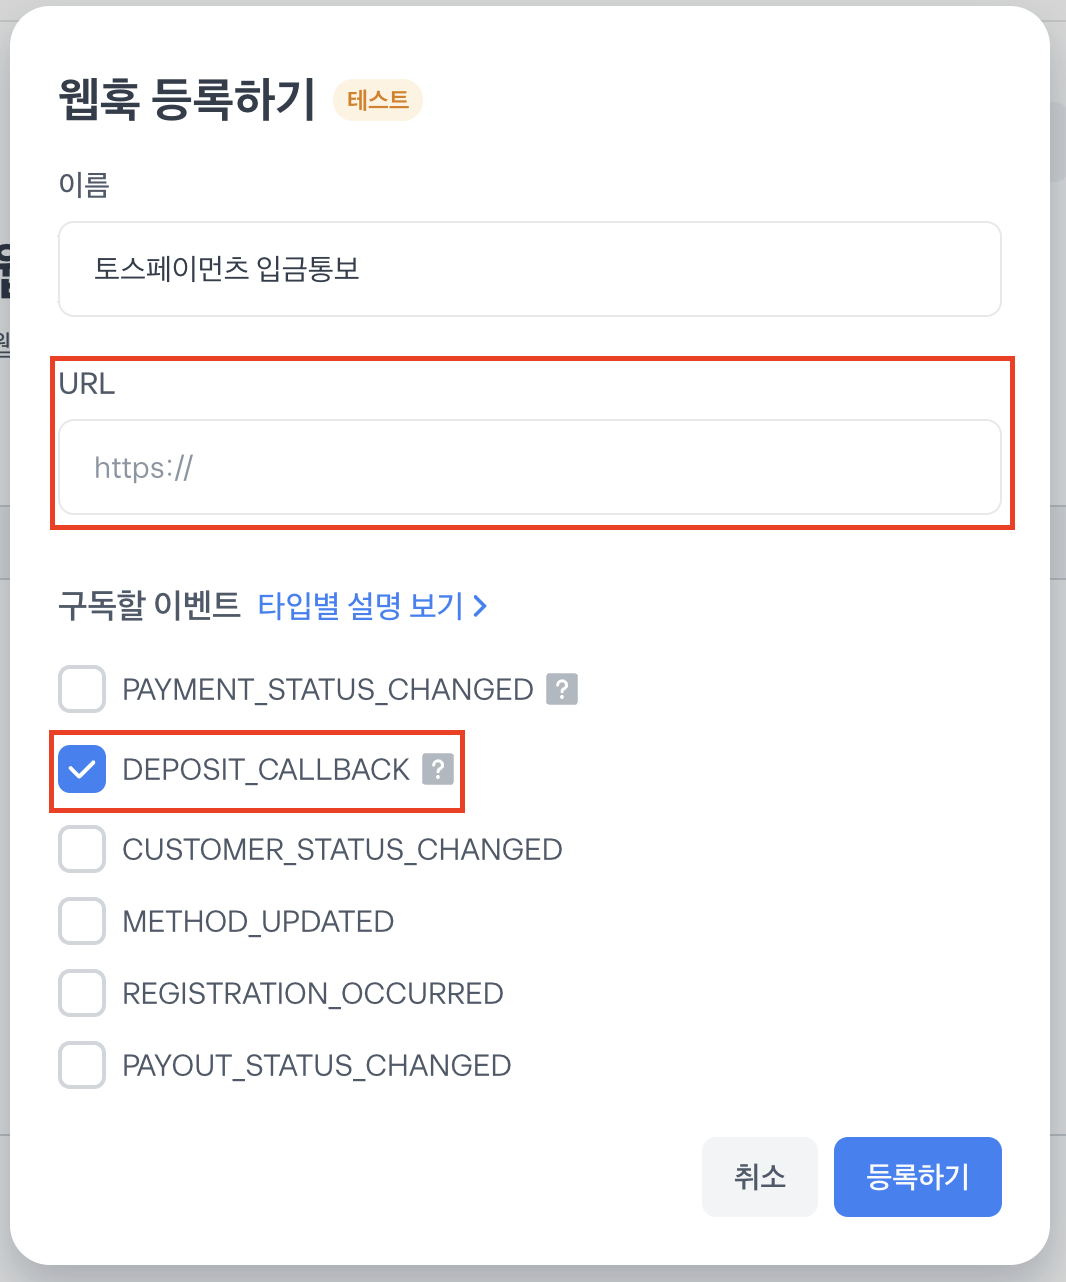 웹훅 등록하기 테스트
이름
토스페이먼츠 입금통보
URL
https://
구독할 이벤트 타입별 설명 보기 >
PAYMENT_STATUS_CHANGED ?
DEPOSIT_CALLBACK ?
CUSTOMER_STATUS_CHANGED
METHOD_UPDATED
REGISTRATION_OCCURRED
PAYOUT_STATUS_CHANGED
취소 등록하기